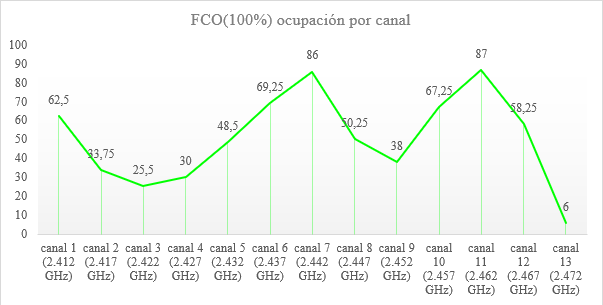 FCO(100%) ocupación por canal
100
90
80
70
60
50
40
30
20
10
0
62,5
33,75
25,5
30
48,5
69,25
86
50,25
38
67,25
87
58,25
6
canal 1
(2.412
GHz)
canal 2
(2.417
GHz)
canal 3
(2.422
GHz)
canal 4
(2.427
GHz)
canal 5
(2.432
GHz)
canal 6
(2.437
GHz)
canal 7
(2.442
GHz)
canal 8
(2.447
GHz)
canal 9
(2.452
GHz)
canal
10
(2.457
GHz)
canal
11
(2.462
GHz)
canal
12
(2.467
GHz)
canal
13
(2.472
GHz)